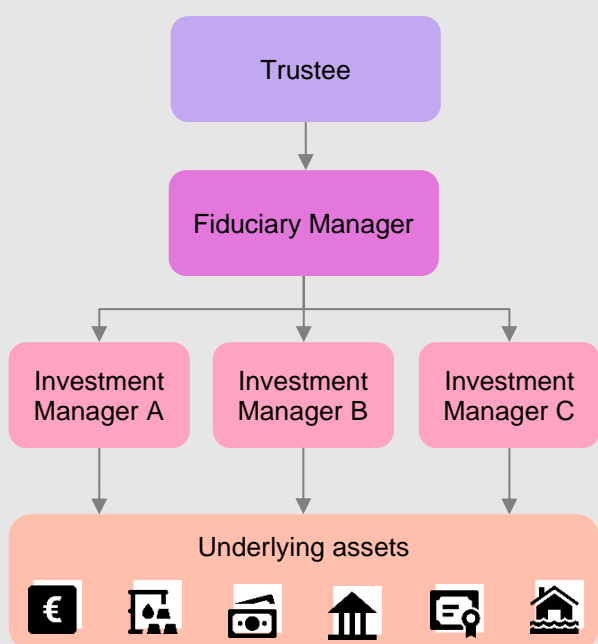 Trustee
Fiduciary Manager
Investment
Manager A
Investment
Manager B
Investment
Manager C
Underlying assets
€